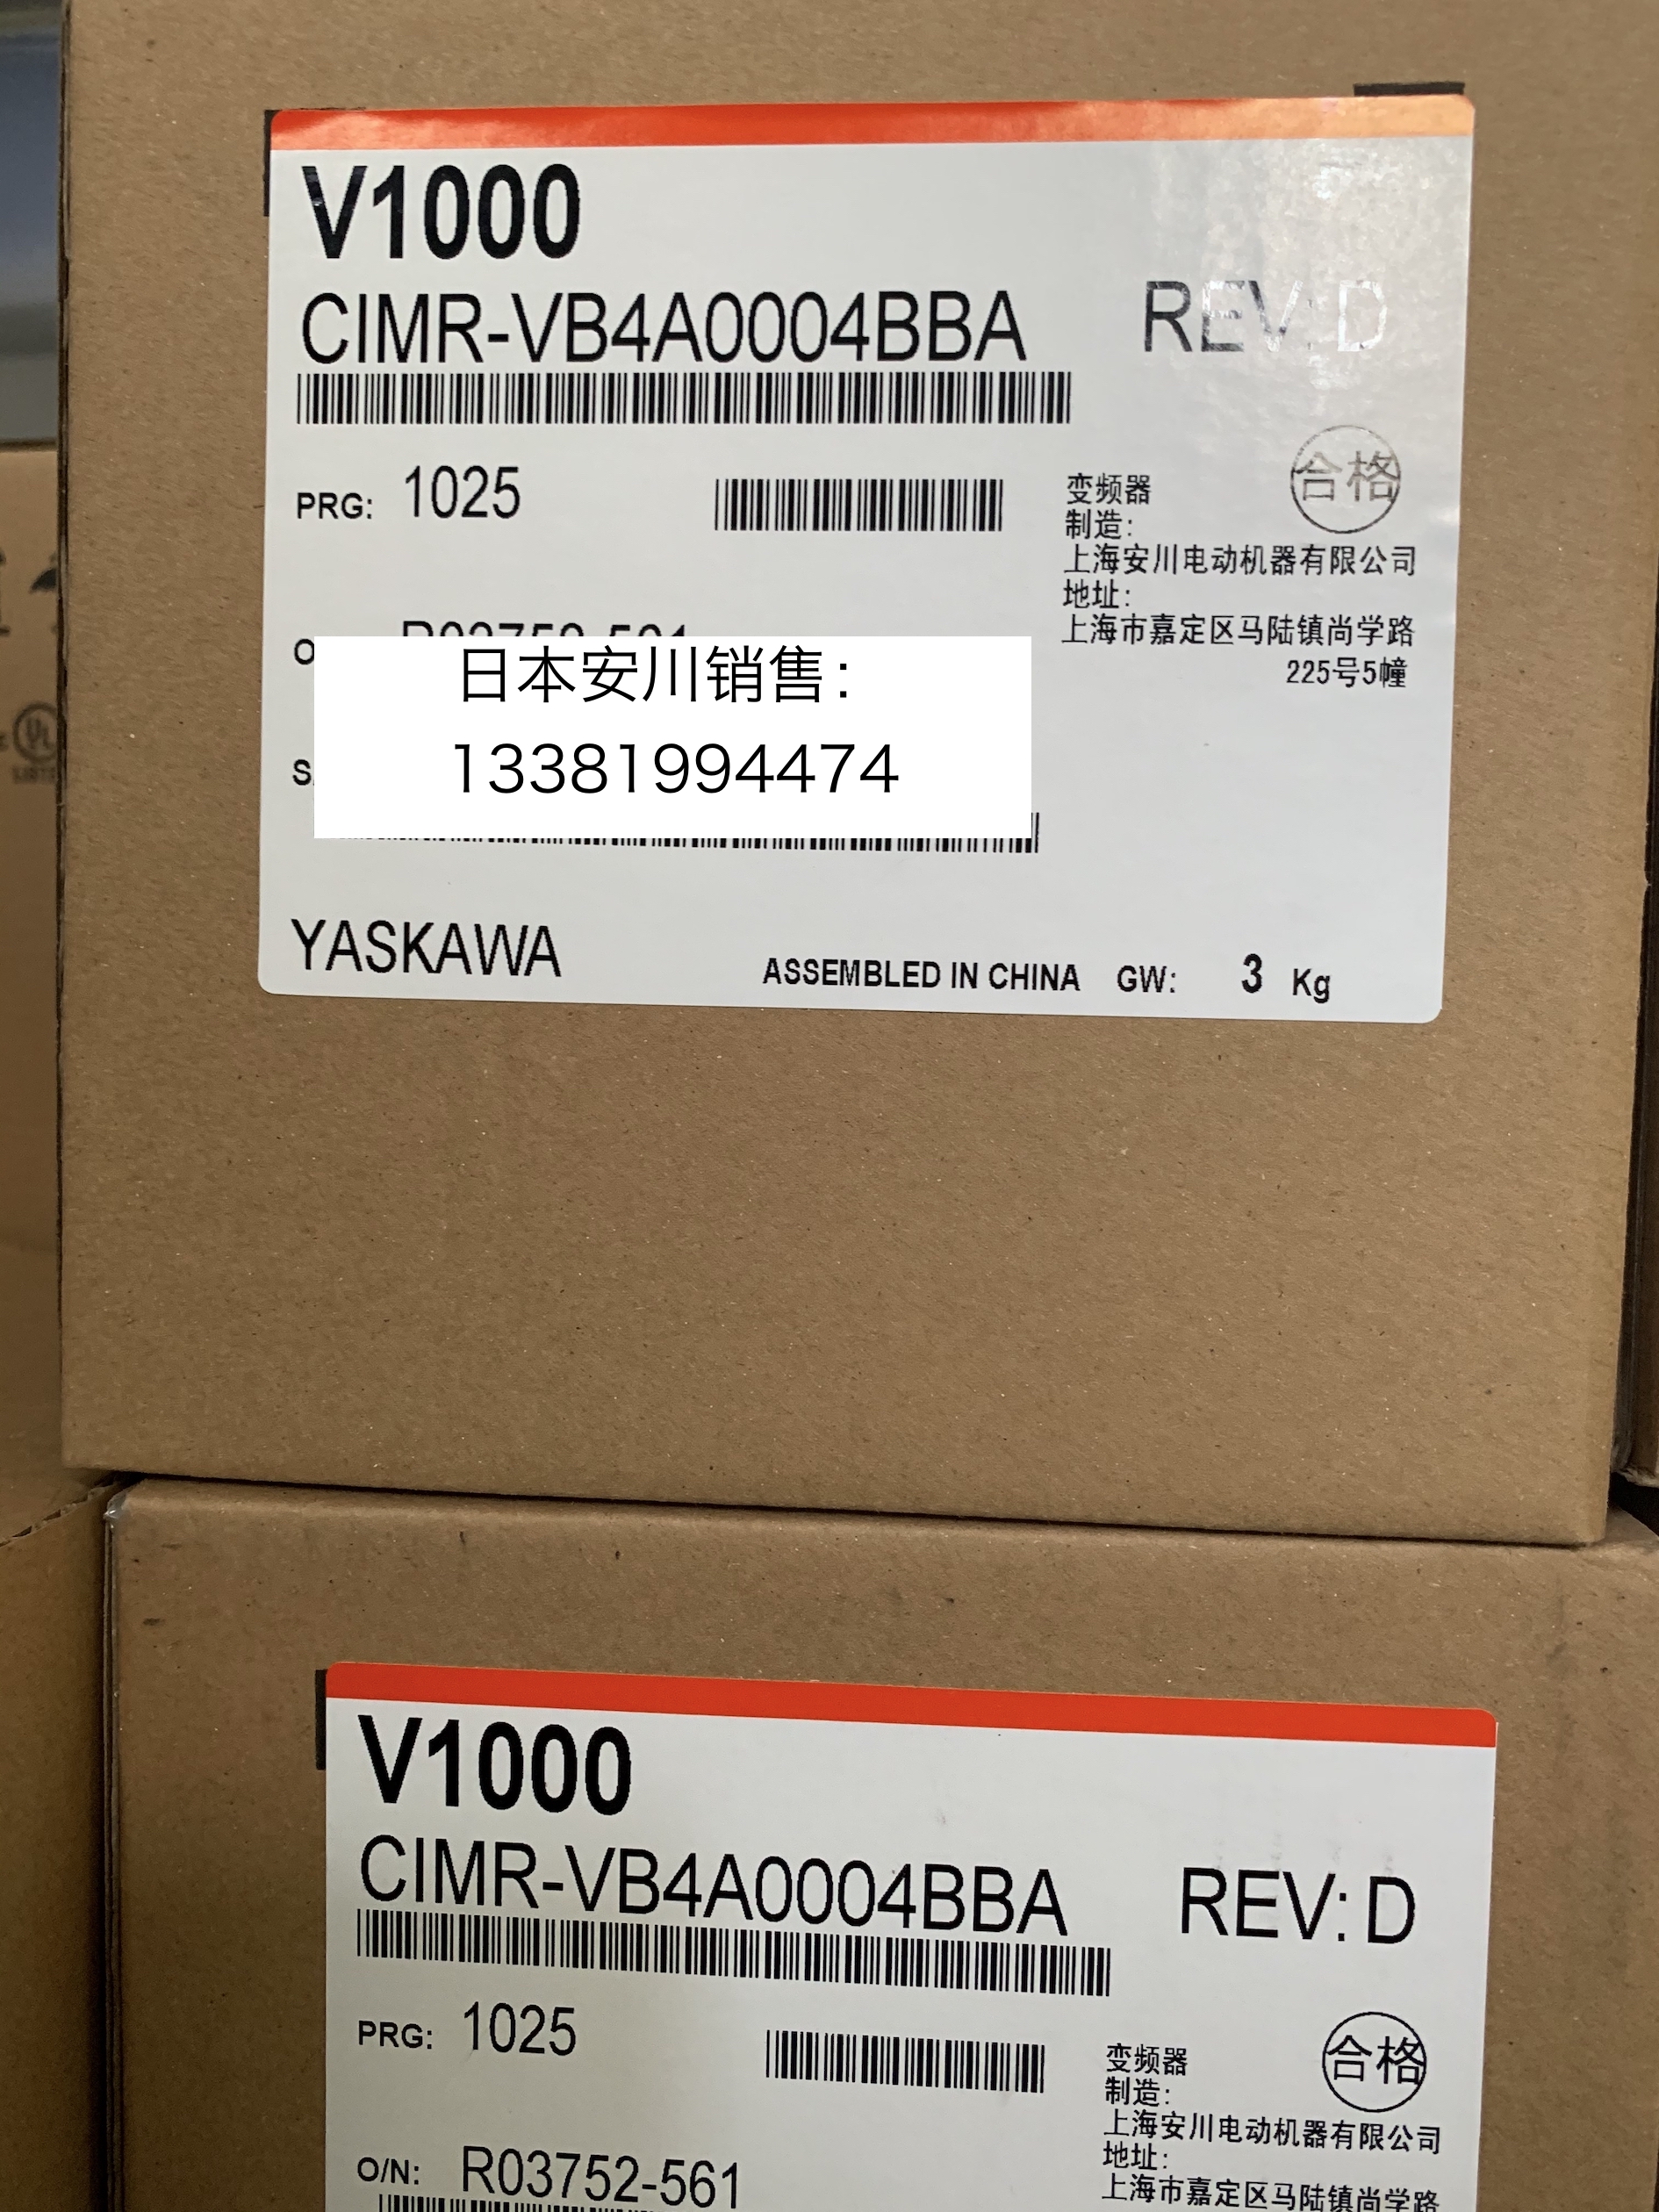 V1000
CIMR-VB4A0004BBA
REV: D
PRG: 1025
合格
变频器
制造:
上海安川电动机器有限公司
地址:
上海市嘉定区马陆镇尚学路
225号5幢
日本安川销售:
13381994474
YASKAWA
ASSEMBLED IN CHINA GW: 3 Kg
UL
V1000
CIMR-VB4A0004BBA
REV: D
PRG: 1025
合格
变频器
制造:
上海安川电动机器有限公司
地址:
上海市嘉定区马陆镇尚学路
O/N: R03752-561